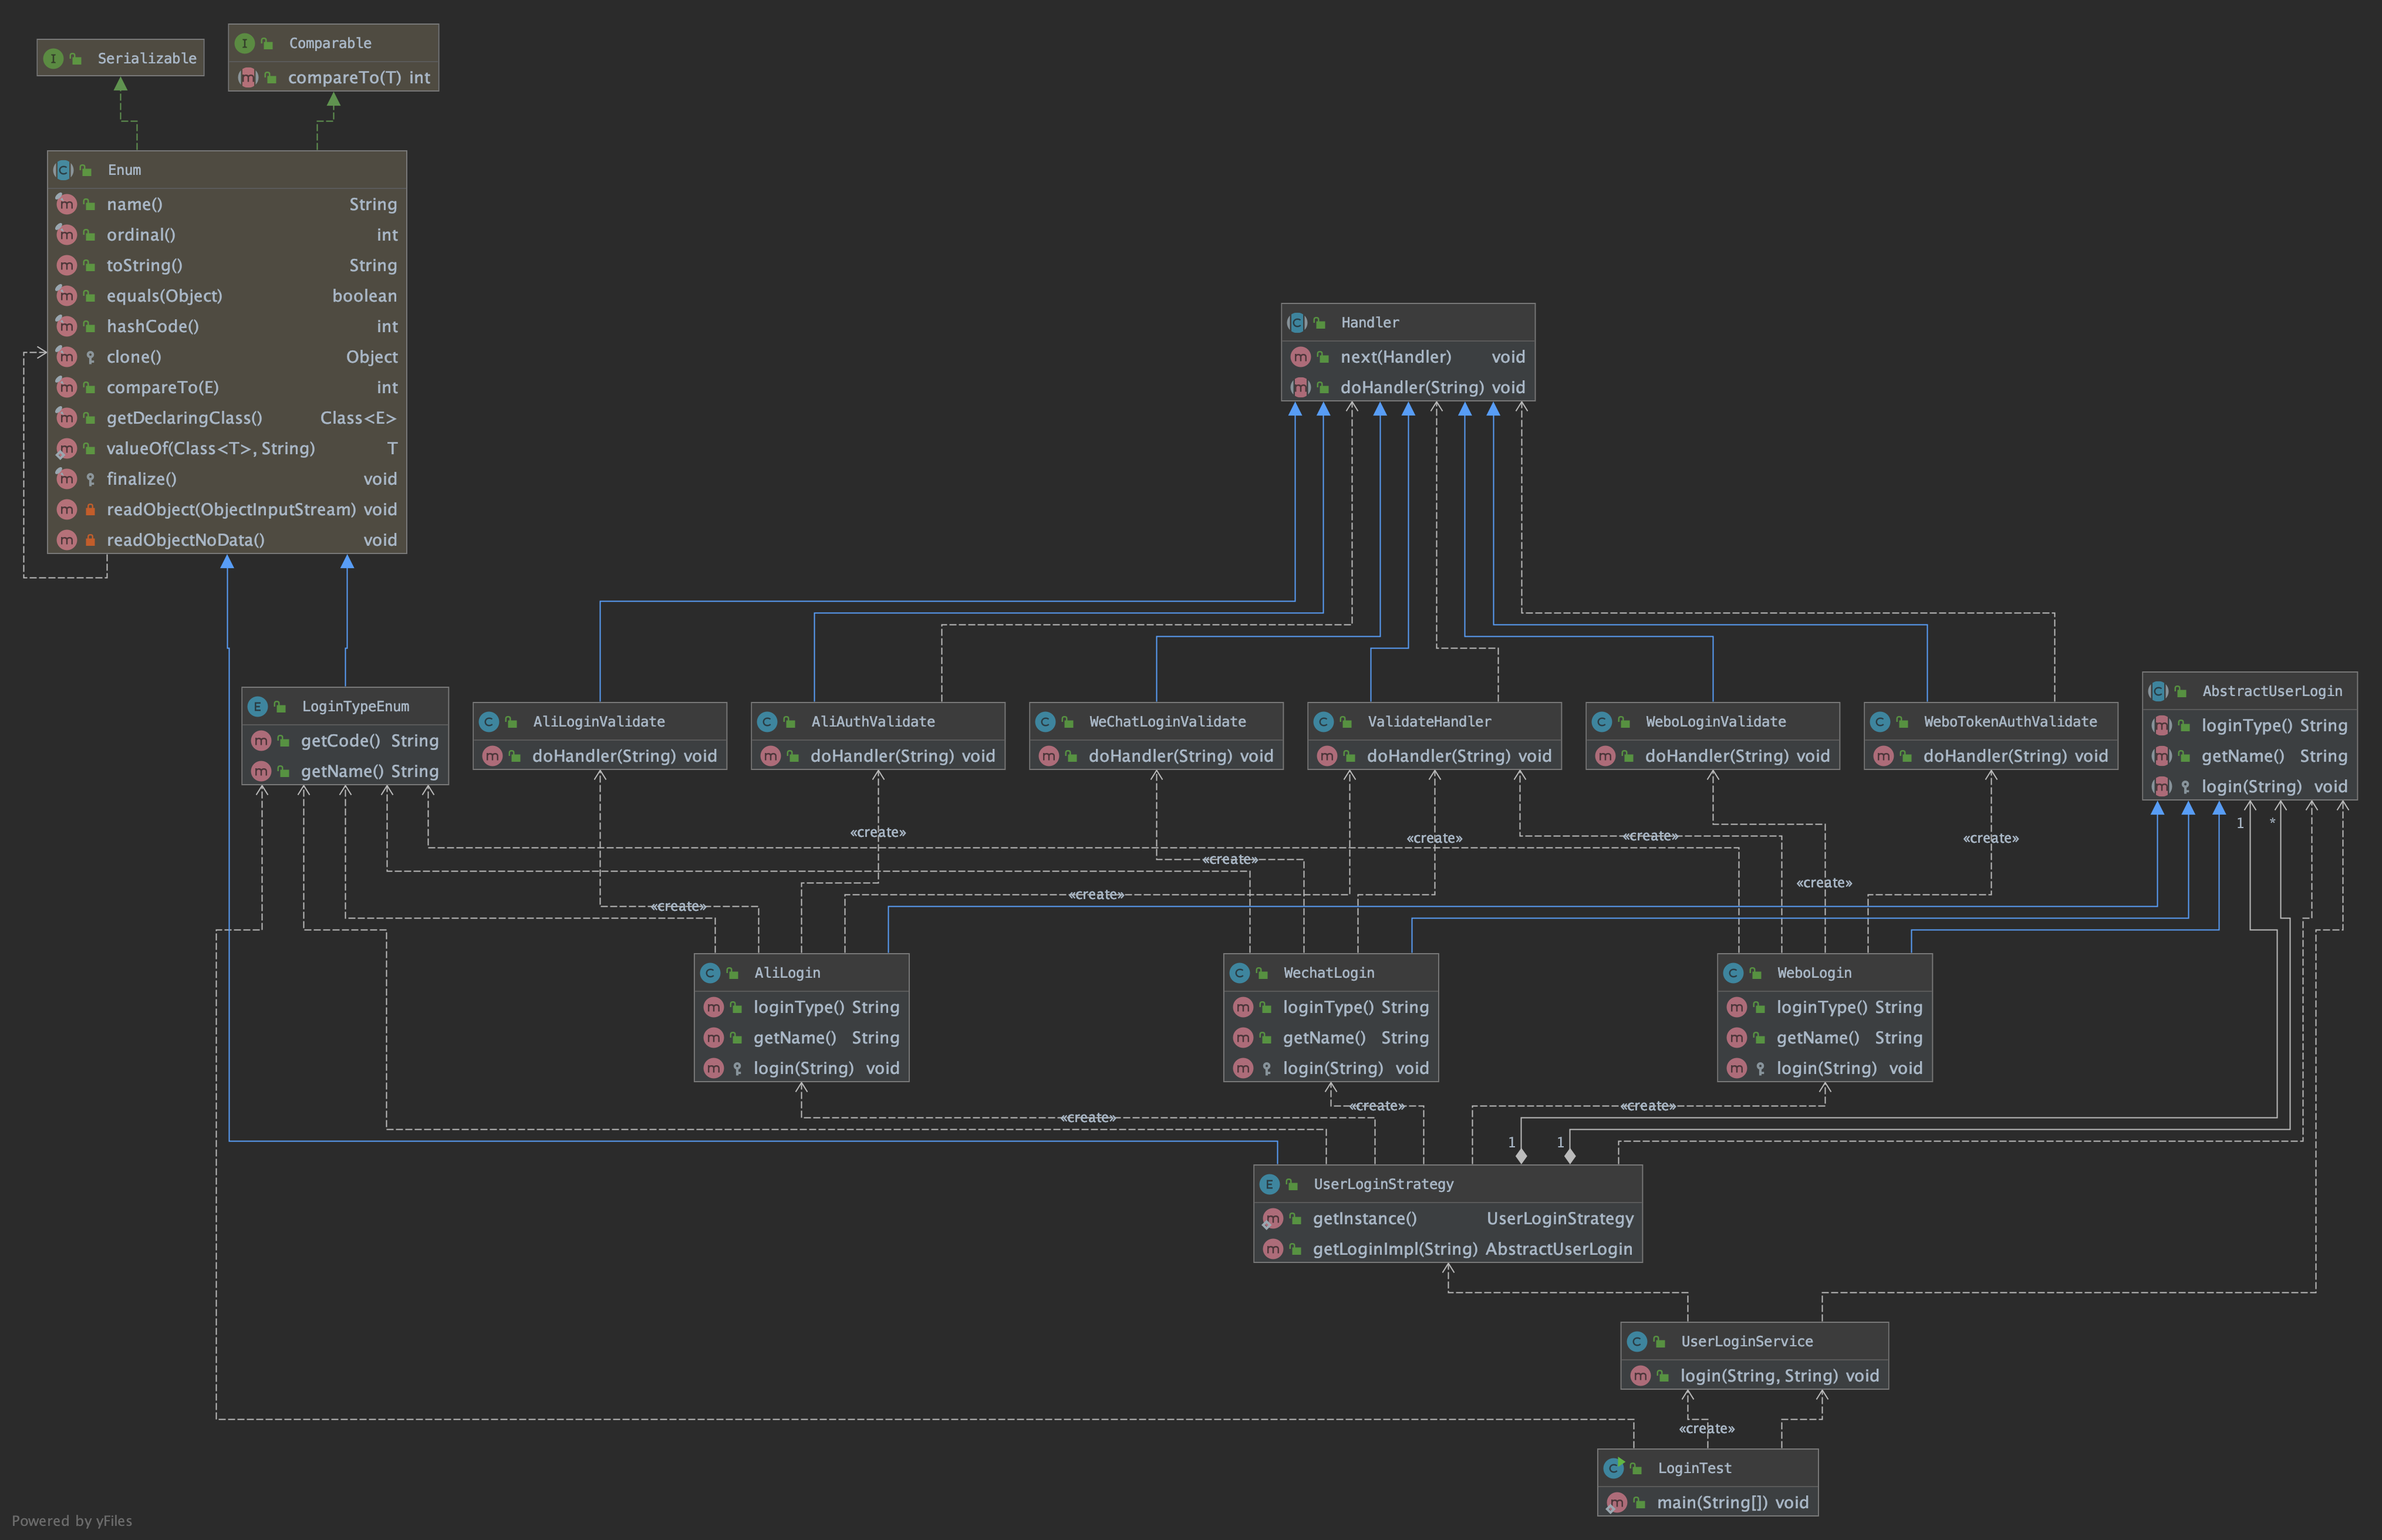 Serializable
Comparable
compareTo(T) int
Enum
name() String
ordinal() int
toString() String
equals(Object) boolean
hashCode() int
clone() Object
compareTo(E) int
getDeclaringClass() Class<E>
valueOf(Class<T>, String) T
finalize() void
readObject(ObjectInputStream) void
readObjectNoData() void
Handler
next(Handler) void
doHandler(String) void
LoginTypeEnum
getCode() String
getName() String
AliLoginValidate
doHandler(String) void
AliAuthValidate
doHandler(String) void
WeChatLoginValidate
doHandler(String) void
ValidateHandler
doHandler(String) void
WeboLoginValidate
doHandler(String) void
WeboTokenAuthValidate
doHandler(String) void
AbstractUserLogin
loginType() String
getName() String
login(String) void
1
*
«create»
«create»
«create»
«create»
«create»
«create»
«create»
«create»
AliLogin
loginType() String
getName() String
login(String) void
WechatLogin
loginType() String
getName() String
login(String) void
WeboLogin
loginType() String
getName() String
login(String) void
«create»
«create»
«create»
1
1
UserLoginStrategy
getInstance() UserLoginStrategy
getLoginImpl(String) AbstractUserLogin
UserLoginService
login(String, String) void
«create»
LoginTest
main(String[]) void
Powered by yFiles